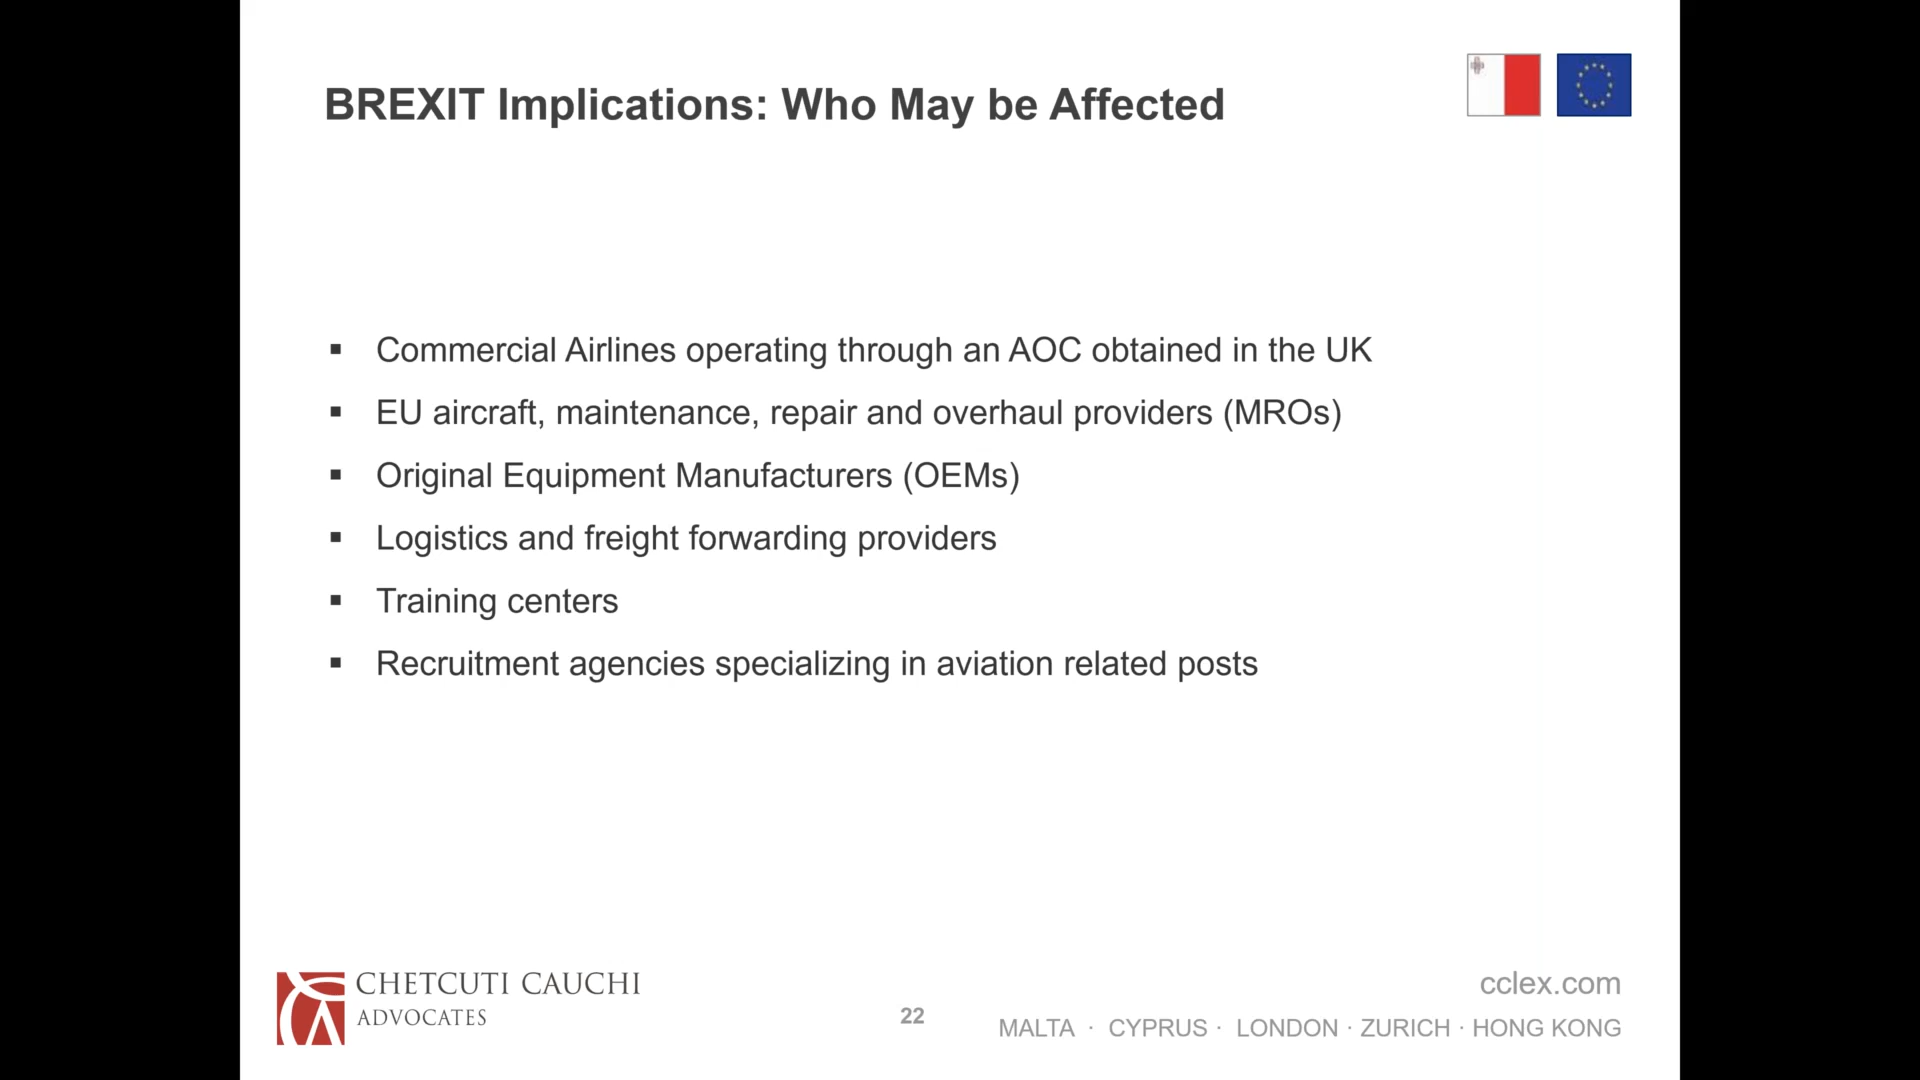 BREXIT Implications: Who May be Affected
▪ Commercial Airlines operating through an AOC obtained in the UK
▪ EU aircraft, maintenance, repair and overhaul providers (MROs)
▪ Original Equipment Manufacturers (OEMs)
▪ Logistics and freight forwarding providers
▪ Training centers
▪ Recruitment agencies specializing in aviation related posts
CHETCUTI CAUCHI
ADVOCATES
22
cclex.com
MALTA · CYPRUS · LONDON · ZURICH · HONG KONG